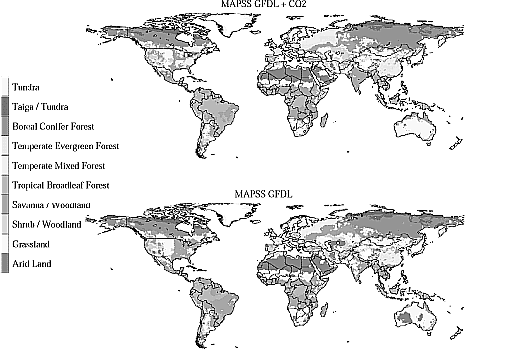 MAPSS GFDL + CO2
Tundra
Taiga / Tundra
Boreal Conifer Forest
Temperate Evergreen Forest
Temperate Mixed Forest
Tropical Broadleaf Forest
Savanna / Woodland
Shrub / Woodland
Grassland
Arid Land
MAPSS GFDL